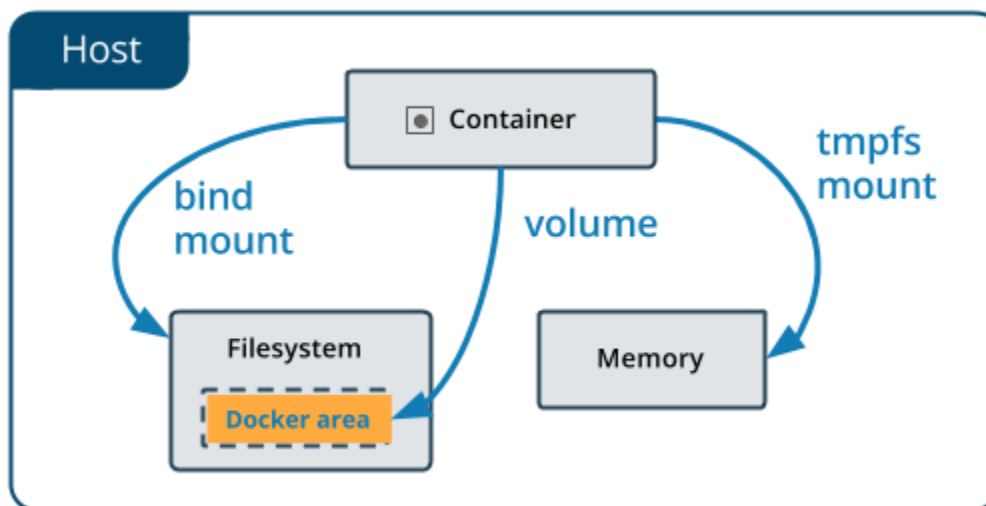 Host
Container
bind
mount
volume
tmpfs
mount
Filesystem
Docker area
Memory